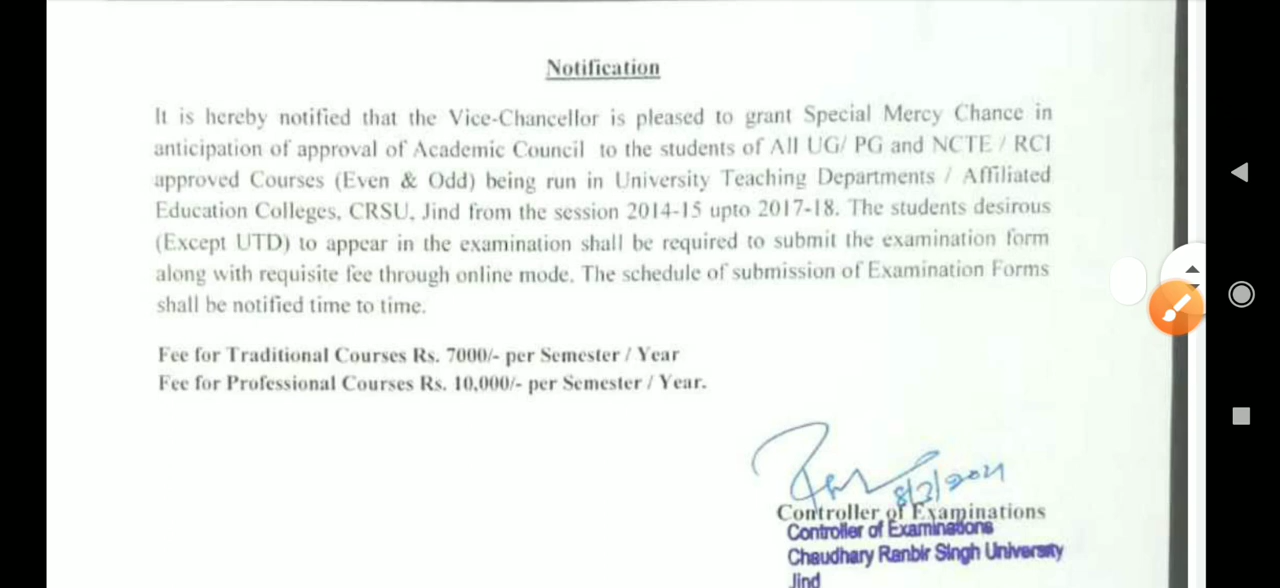 Notification
It is hereby notified that the Vice-Chancellor is pleased to grant Special Mercy Chance in
anticipation of approval of Academic Council to the students of All UG/ PG and NCTE / RCI
approved Courses (Even & Odd) being run in University Teaching Departments / Affiliated
Education Colleges, CRSU, Jind from the session 2014-15 upto 2017-18. The students desirous
(Except UTD) to appear in the examination shall be required to submit the examination form
along with requisite fee through online mode. The schedule of submission of Examination Forms
shall be notified time to time.
Fee for Traditional Courses Rs. 7000/- per Semester / Year
Fee for Professional Courses Rs. 10,000/- per Semester / Year.
8/2/2021
Controller of Examinations
Controller of Examinations
Chaudhary Ranbir Singh University
Jind